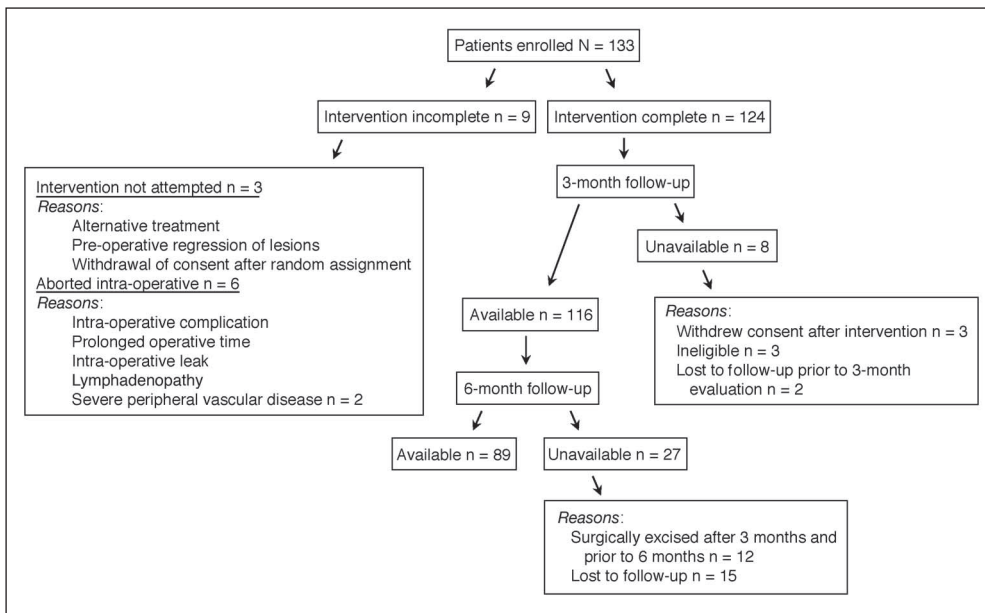 Patients enrolled N = 133
Intervention incomplete n = 9
Intervention complete n = 124
Intervention not attempted n = 3
Reasons:
Alternative treatment
Pre-operative regression of lesions
Withdrawal of consent after random assignment
Aborted intra-operative n = 6
Reasons:
Intra-operative complication
Prolonged operative time
Intra-operative leak
Lymphadenopathy
Severe peripheral vascular disease n = 2
3-month follow-up
Unavailable n = 8
Reasons:
Withdrew consent after intervention n = 3
Ineligible n = 3
Lost to follow-up prior to 3-month
evaluation n = 2
Available n = 116
6-month follow-up
Available n = 89
Unavailable n = 27
Reasons:
Surgically excised after 3 months and
prior to 6 months n = 12
Lost to follow-up n = 15